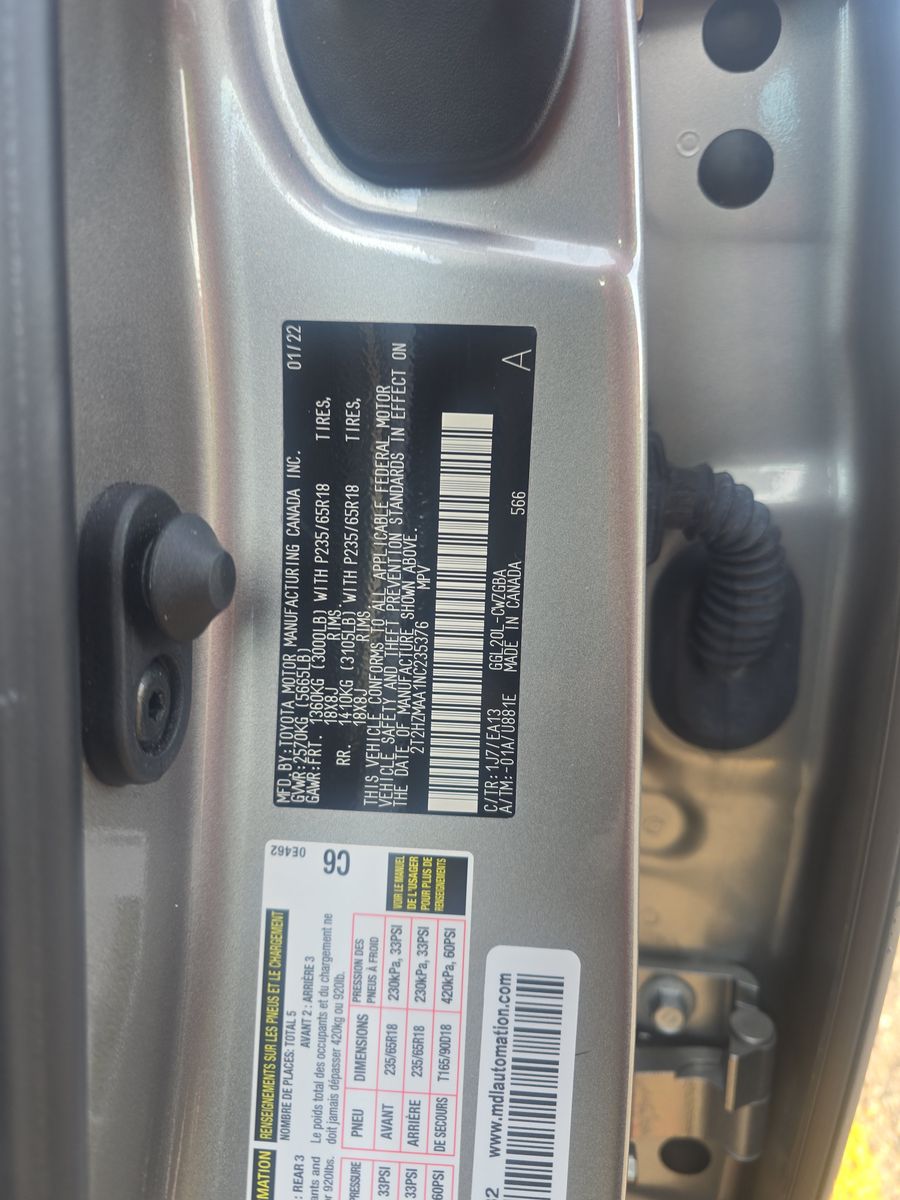 MFD.BY:TOYOTA MOTOR MANUFACTURING CANADA INC. 01/22
GVWR:2570KG (5665LB)
GAWR:FRT. 1360KG (3000LB) WITH P235/65R18 TIRES,
18X8J RIMS.
RR. 1410KG (3105LB) WITH P235/65R18 TIRES,
18X8J RIMS.
THIS VEHICLE CONFORMS TO ALL APPLICABLE FEDERAL MOTOR
VEHICLE SAFETY AND THEFT PREVENTION STANDARDS IN EFFECT ON
THE DATE OF MANUFACTURE SHOWN ABOVE.
2T2HZMAA1NC235376 MPV
C/TR:1J7/EA13 GGL20L-CWZGBA
A/TM:-01A/U881E MADE IN CANADA 566
A
MATION RENSEIGNEMENTS SUR LES PNEUS ET LE CHARGEMENT
0E462
C6
: REAR 3
NOMBRE DE PLACES: TOTAL 5 AVANT 2 : ARRIÈRE 3
ants and
r 920lbs.
Le poids total des occupants et du chargement ne
doit jamais dépasser 420kg ou 920lb.
PRESSURE
33PSI
33PSI
60PSI
PNEU DIMENSIONS PRESSION DES PNEUS À FROID
AVANT 235/65R18 230kPa, 33PSI
ARRIÈRE 235/65R18 230kPa, 33PSI
DE SECOURS T165/90D18 420kPa, 60PSI
VOIR LE MANUEL
DE L'USAGER
POUR PLUS DE
RENSEIGNEMENTS
www.mdlautomation.com
2